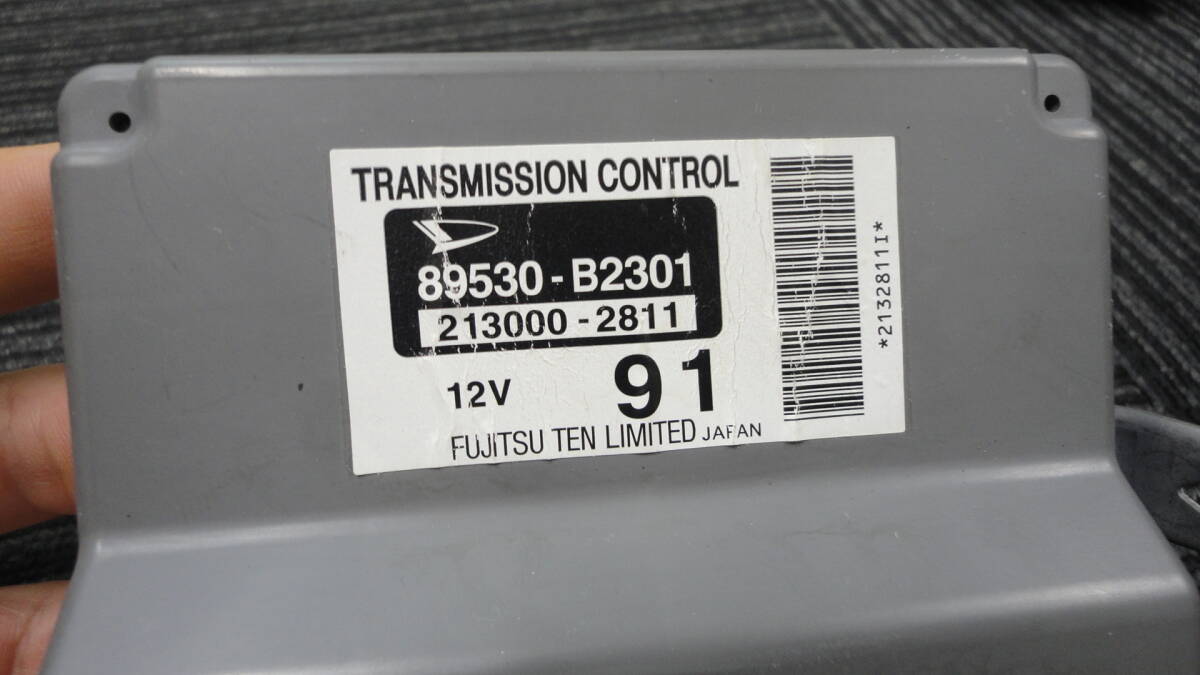 TRANSMISSION CONTROL
89530-B2301
213000-2811
12V 91
FUJITSU TEN LIMITED JAPAN
*2132811I*